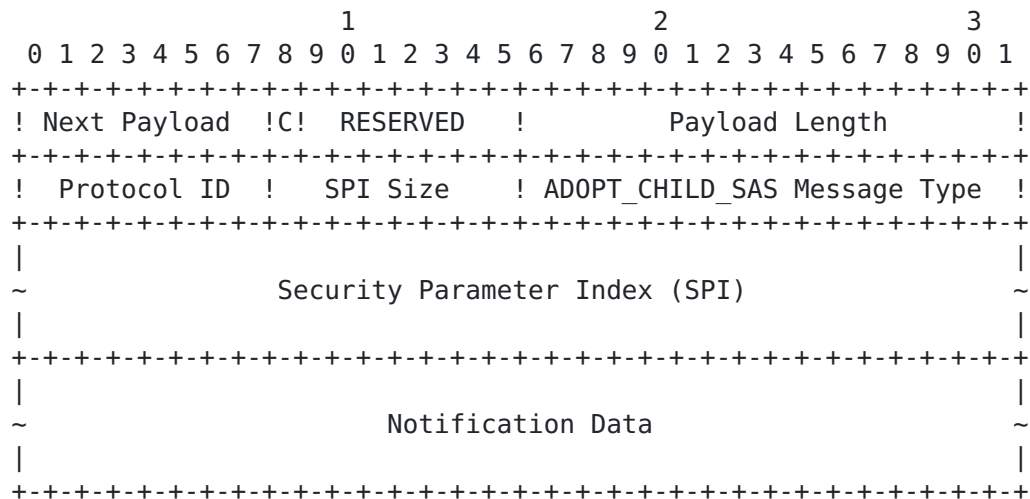 1                   2                   3
 0 1 2 3 4 5 6 7 8 9 0 1 2 3 4 5 6 7 8 9 0 1 2 3 4 5 6 7 8 9 0 1
+-+-+-+-+-+-+-+-+-+-+-+-+-+-+-+-+-+-+-+-+-+-+-+-+-+-+-+-+-+-+-+-+
! Next Payload  !C!  RESERVED   !         Payload Length        !
+-+-+-+-+-+-+-+-+-+-+-+-+-+-+-+-+-+-+-+-+-+-+-+-+-+-+-+-+-+-+-+-+
!  Protocol ID  !   SPI Size    ! ADOPT_CHILD_SAS Message Type  !
+-+-+-+-+-+-+-+-+-+-+-+-+-+-+-+-+-+-+-+-+-+-+-+-+-+-+-+-+-+-+-+-+
|                                                               |
~                Security Parameter Index (SPI)                 ~
|                                                               |
+-+-+-+-+-+-+-+-+-+-+-+-+-+-+-+-+-+-+-+-+-+-+-+-+-+-+-+-+-+-+-+-+
|                                                               |
~                       Notification Data                       ~
|                                                               |
+-+-+-+-+-+-+-+-+-+-+-+-+-+-+-+-+-+-+-+-+-+-+-+-+-+-+-+-+-+-+-+-+